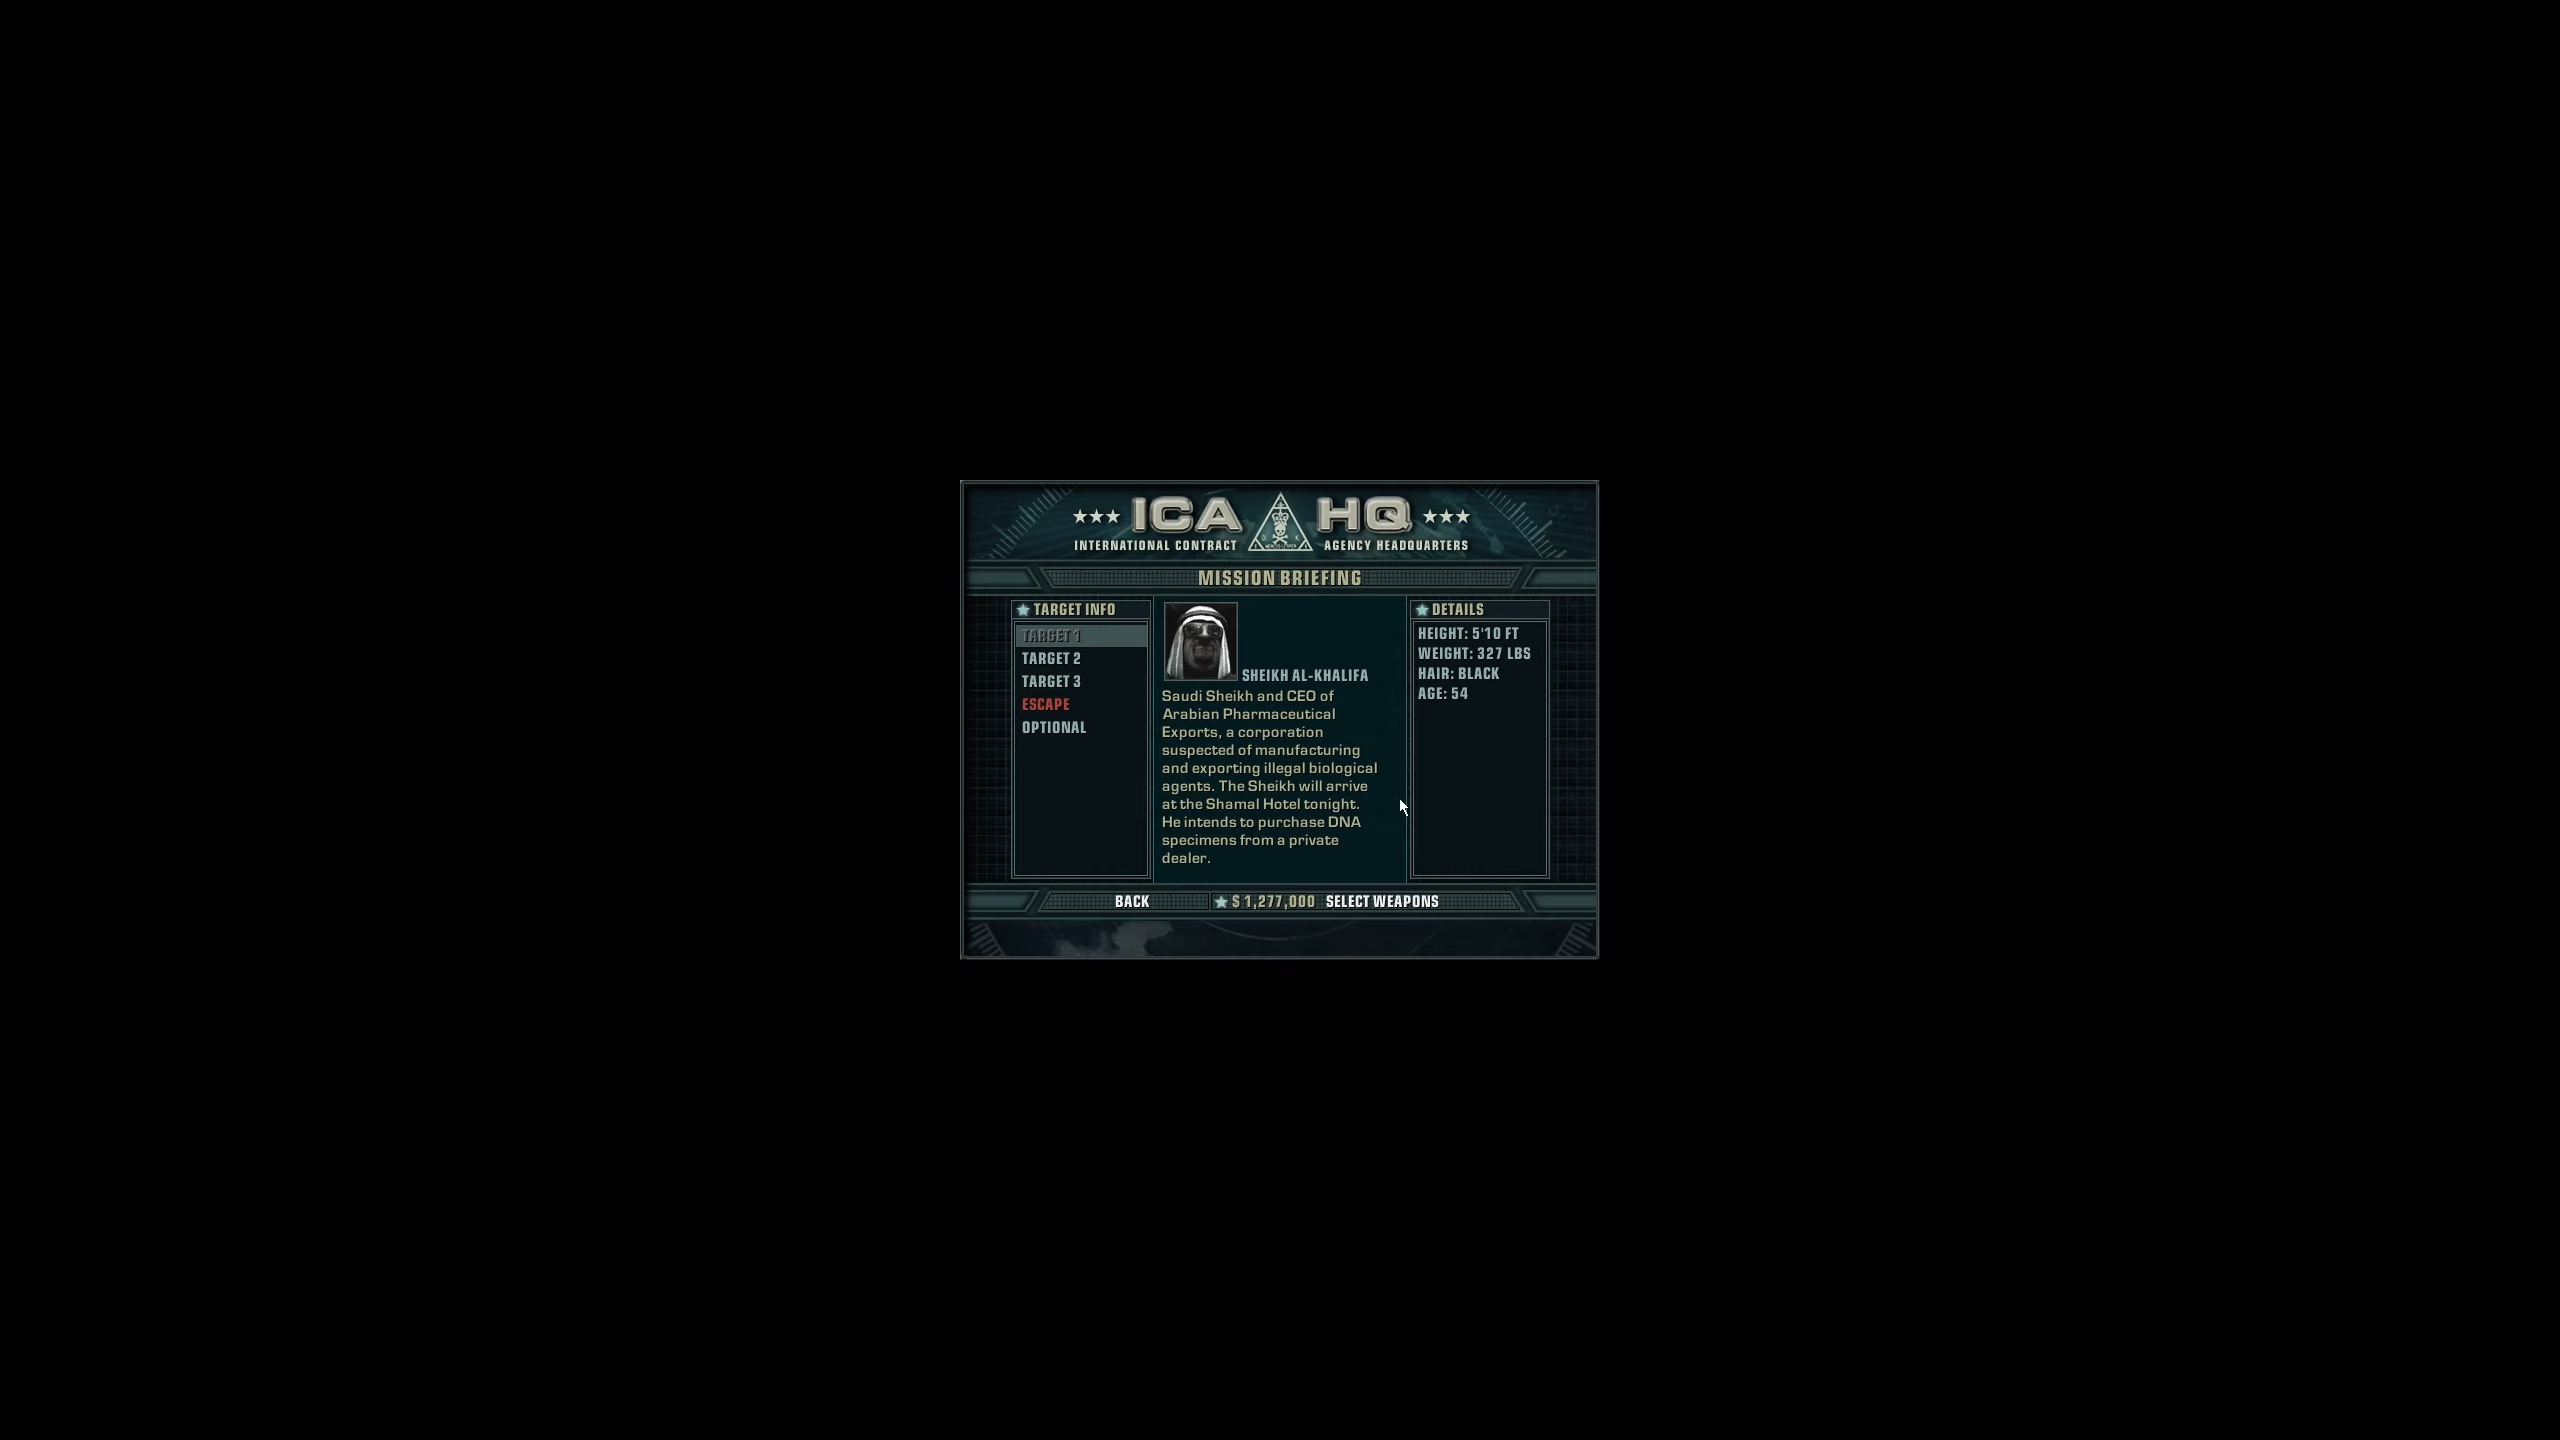 ICA HQ
INTERNATIONAL CONTRACT AGENCY HEADQUARTERS
MISSION BRIEFING
TARGET INFO
TARGET 1
TARGET 2
TARGET 3
ESCAPE
OPTIONAL
SHEIKH AL-KHALIFA
Saudi Sheikh and CEO of
Arabian Pharmaceutical
Exports, a corporation
suspected of manufacturing
and exporting illegal biological
agents. The Sheikh will arrive
at the Shamal Hotel tonight.
He intends to purchase DNA
specimens from a private
dealer.
DETAILS
HEIGHT: 5'10 FT
WEIGHT: 327 LBS
HAIR: BLACK
AGE: 54
BACK
$ 1,277,000
SELECT WEAPONS